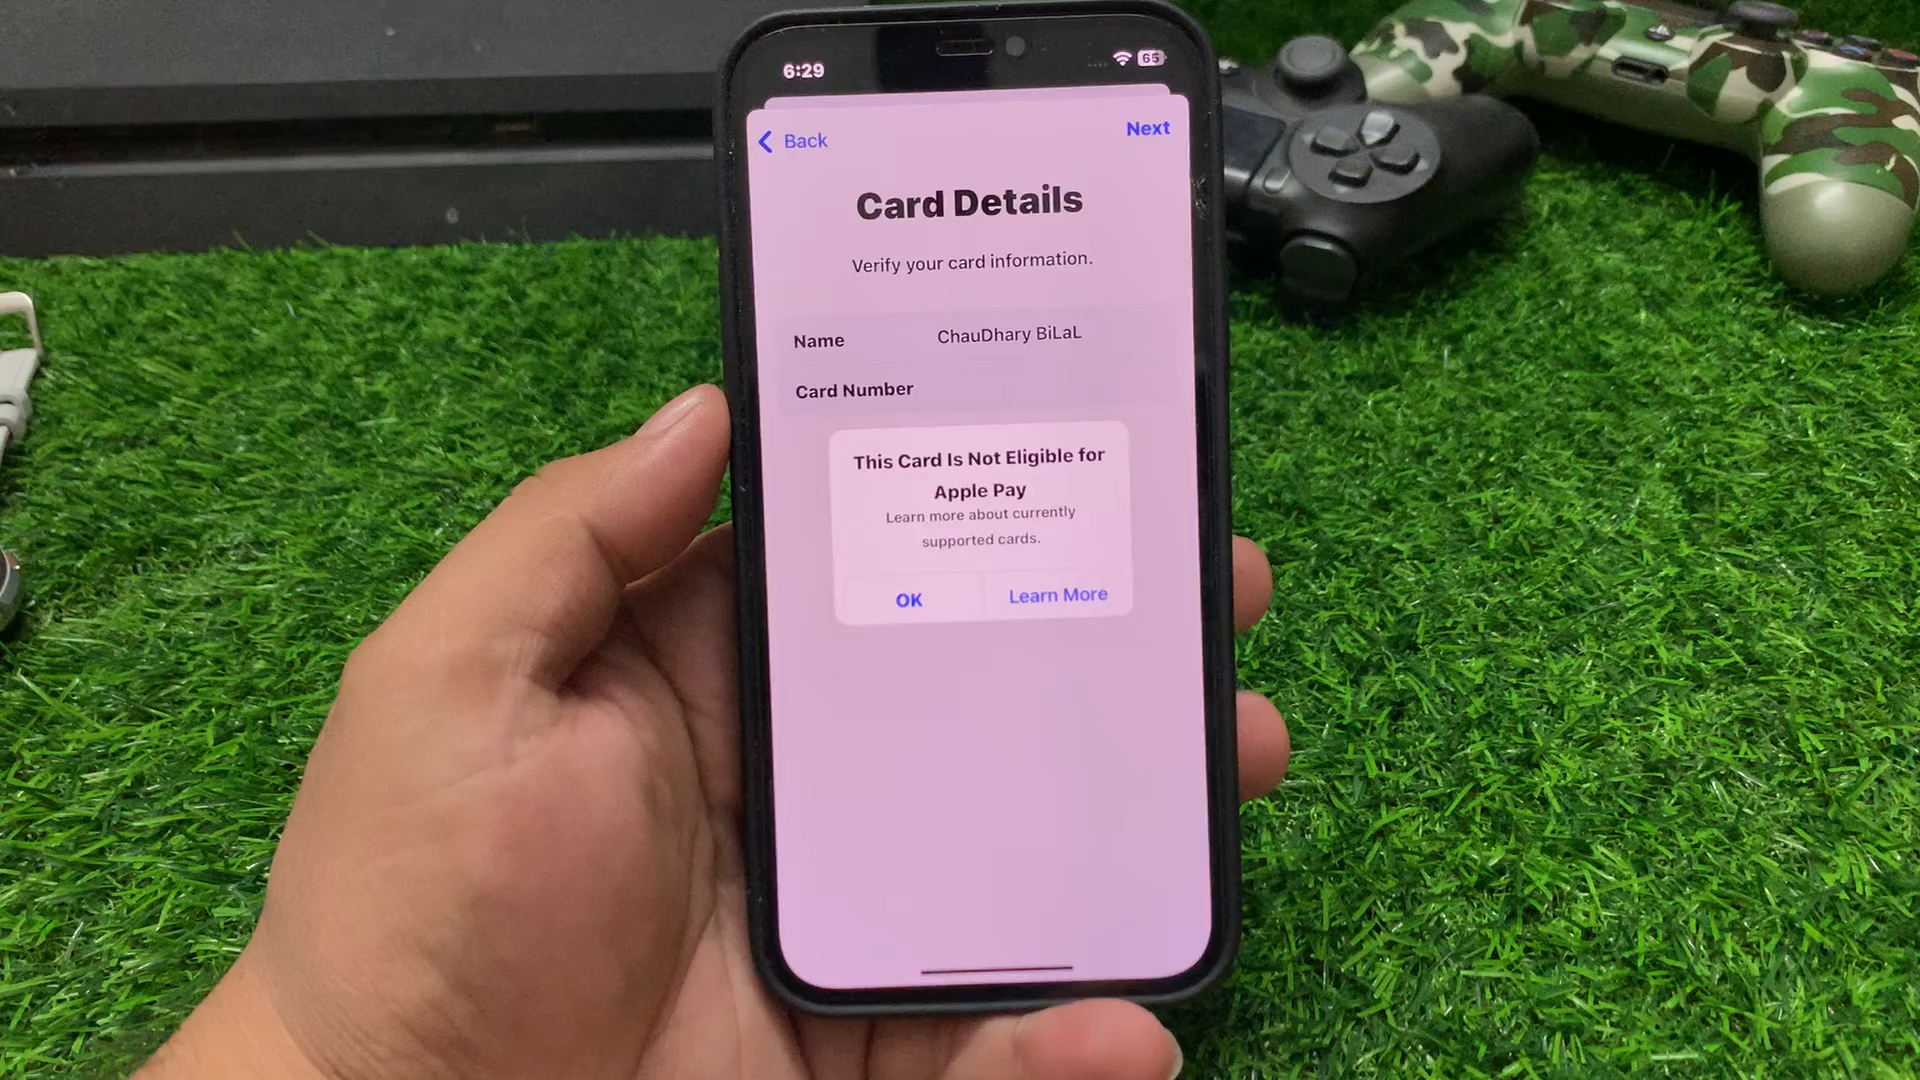 6:29
65
Back
Next
Card Details
Verify your card information.
Name ChauDhary BiLaL
Card Number
This Card Is Not Eligible for
Apple Pay
Learn more about currently
supported cards.
OK
Learn More